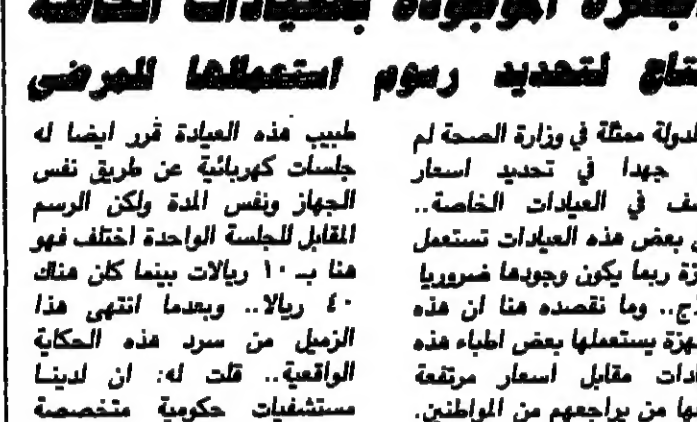 الموجودة بالعيادات الخاصة
لتحديد رسوم استعمالها للمرضى
الدولة ممثلة في وزارة الصحة لم
جهدا في تحديد اسعار
في العيادات الخاصة..
بعض هذه العيادات تستعمل
ربما يكون وجودها ضروريا
وما نقصده هنا ان هذه
يستعملها بعض اطباء هذه
مقابل اسعار مرتفعة
من يراجعهم من المواطنين.
طبيب هذه العيادة قرر ايضا له
جلسات كهربائية عن طريق نفس
الجهاز ونفس المدة ولكن الرسم
المقابل للجلسة الواحدة اختلف فهو
هنا بـ ١٠ ريالات بينما كان هناك
٤٠ ريالا.. وبعدما انتهى هذا
الزميل من سرد هذه الحكاية
الواقعية.. قلت له: ان لدينا
مستشفيات حكومية متخصصة